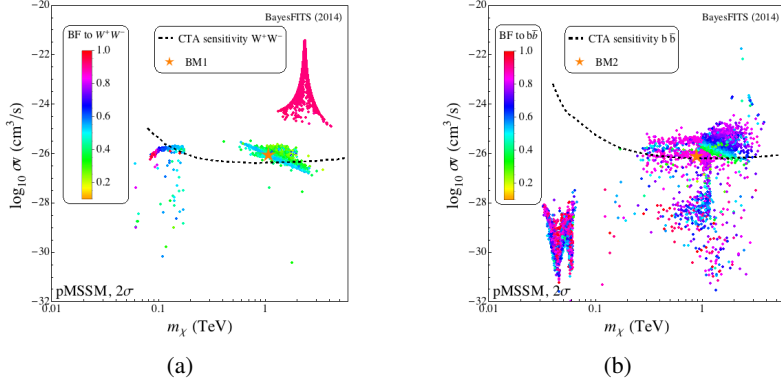 BayesFITS (2014)
BF to W⁺W⁻
1.0
0.8
0.6
0.4
0.2
CTA sensitivity W⁺W⁻
BM1
log₁₀ σv (cm³/s)
−20
−22
−24
−26
−28
−30
−32
pMSSM, 2σ
0.01 0.1 1
mχ (TeV)
(a)
BayesFITS (2014)
BF to bb̄
1.0
0.8
0.6
0.4
0.2
CTA sensitivity b b̄
BM2
log₁₀ σv (cm³/s)
−20
−22
−24
−26
−28
−30
−32
pMSSM, 2σ
0.01 0.1 1
mχ (TeV)
(b)